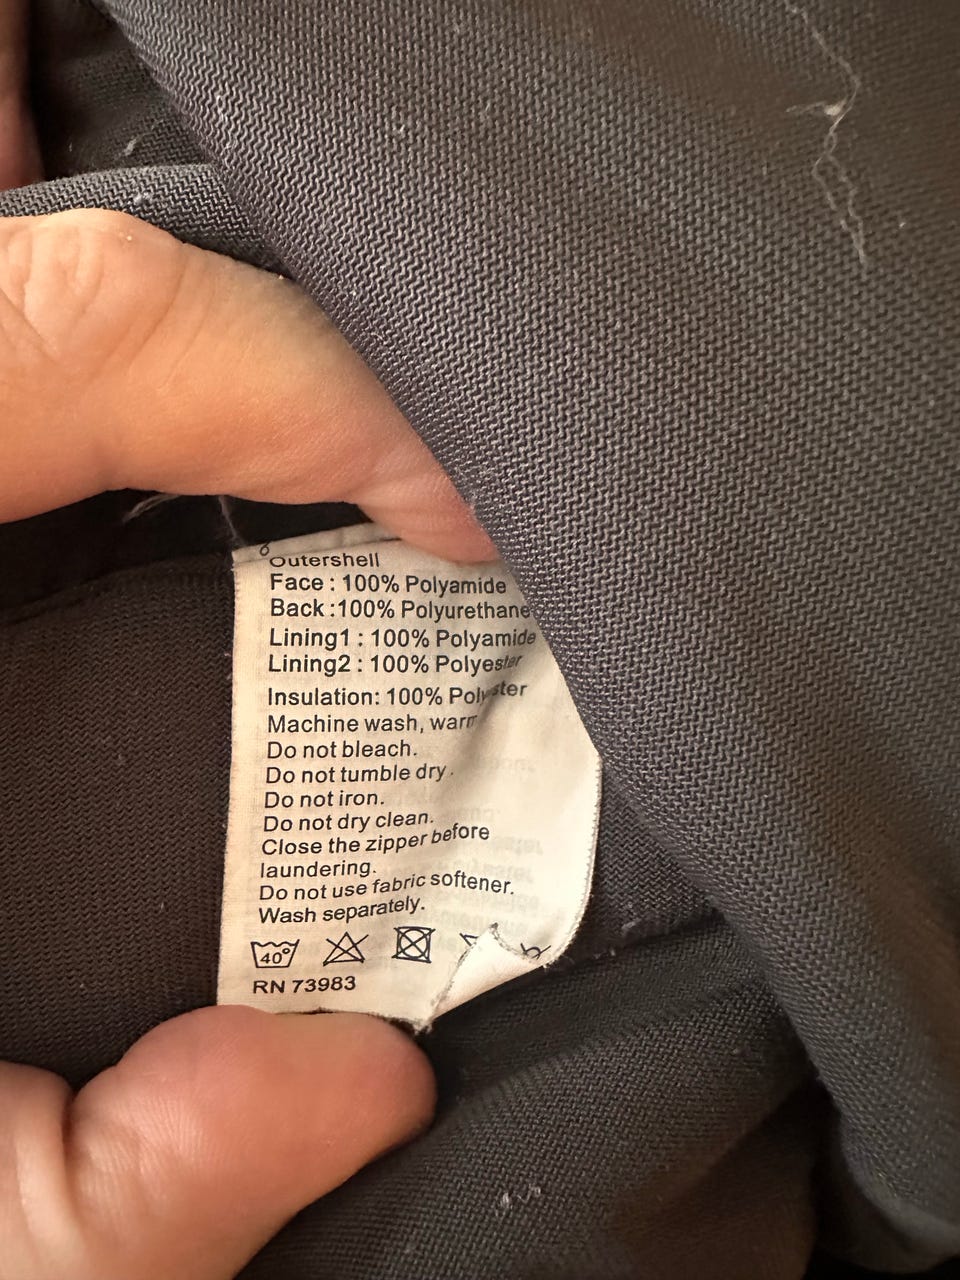 Outershell
Face : 100% Polyamide
Back :100% Polyurethane
Lining1 : 100% Polyamide
Lining2 : 100% Polyester
Insulation: 100% Polyester
Machine wash, warm
Do not bleach.
Do not tumble dry.
Do not iron.
Do not dry clean.
Close the zipper before
laundering.
Do not use fabric softener.
Wash separately.
40°
RN 73983